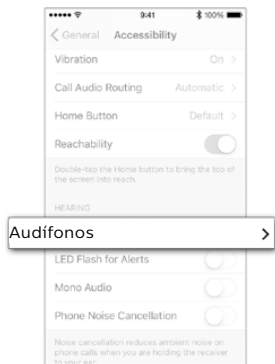 9:41 100%
General Accessibility
Vibration On
Call Audio Routing Automatic
Home Button Default
Reachability
Double-tap the Home button to bring the top of
the screen into reach.
HEARING
Audífonos
LED Flash for Alerts
Mono Audio
Phone Noise Cancellation
Noise cancellation reduces ambient noise on
phone calls when you are holding the receiver
to your ear.